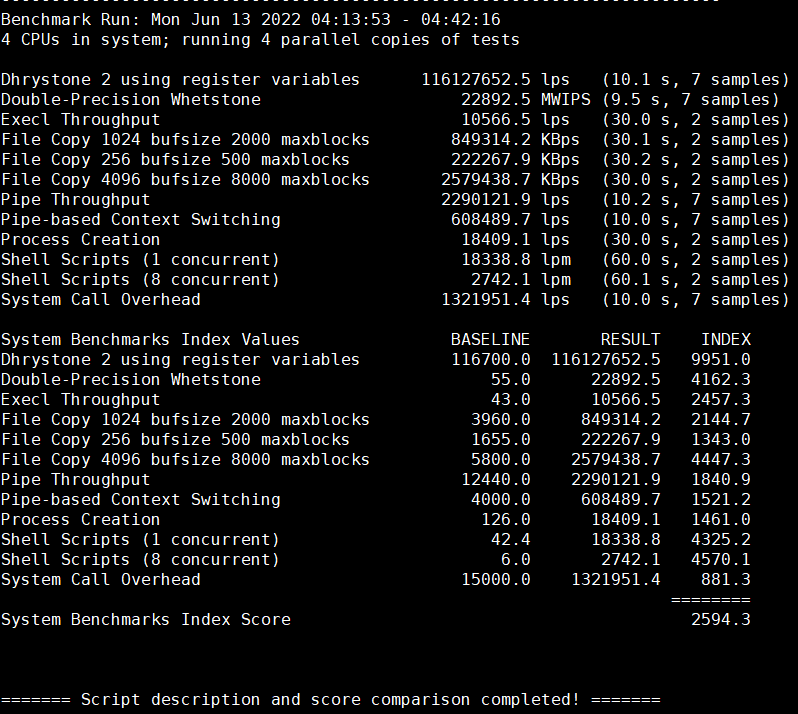 ------------------------------------------------------------------------
Benchmark Run: Mon Jun 13 2022 04:13:53 - 04:42:16
4 CPUs in system; running 4 parallel copies of tests
Dhrystone 2 using register variables      116127652.5 lps   (10.1 s, 7 samples)
Double-Precision Whetstone                    22892.5 MWIPS (9.5 s, 7 samples)
Execl Throughput                              10566.5 lps   (30.0 s, 2 samples)
File Copy 1024 bufsize 2000 maxblocks        849314.2 KBps  (30.1 s, 2 samples)
File Copy 256 bufsize 500 maxblocks          222267.9 KBps  (30.2 s, 2 samples)
File Copy 4096 bufsize 8000 maxblocks       2579438.7 KBps  (30.0 s, 2 samples)
Pipe Throughput                             2290121.9 lps   (10.2 s, 7 samples)
Pipe-based Context Switching                 608489.7 lps   (10.0 s, 7 samples)
Process Creation                              18409.1 lps   (30.0 s, 2 samples)
Shell Scripts (1 concurrent)                  18338.8 lpm   (60.0 s, 2 samples)
Shell Scripts (8 concurrent)                   2742.1 lpm   (60.1 s, 2 samples)
System Call Overhead                        1321951.4 lps   (10.0 s, 7 samples)
System Benchmarks Index Values               BASELINE       RESULT    INDEX
Dhrystone 2 using register variables         116700.0  116127652.5   9951.0
Double-Precision Whetstone                       55.0      22892.5   4162.3
Execl Throughput                                 43.0      10566.5   2457.3
File Copy 1024 bufsize 2000 maxblocks          3960.0     849314.2   2144.7
File Copy 256 bufsize 500 maxblocks            1655.0     222267.9   1343.0
File Copy 4096 bufsize 8000 maxblocks          5800.0    2579438.7   4447.3
Pipe Throughput                               12440.0    2290121.9   1840.9
Pipe-based Context Switching                   4000.0     608489.7   1521.2
Process Creation                                126.0      18409.1   1461.0
Shell Scripts (1 concurrent)                     42.4      18338.8   4325.2
Shell Scripts (8 concurrent)                      6.0       2742.1   4570.1
System Call Overhead                          15000.0    1321951.4    881.3
                                                                   ========
System Benchmarks Index Score                                        2594.3
======= Script description and score comparison completed! =======